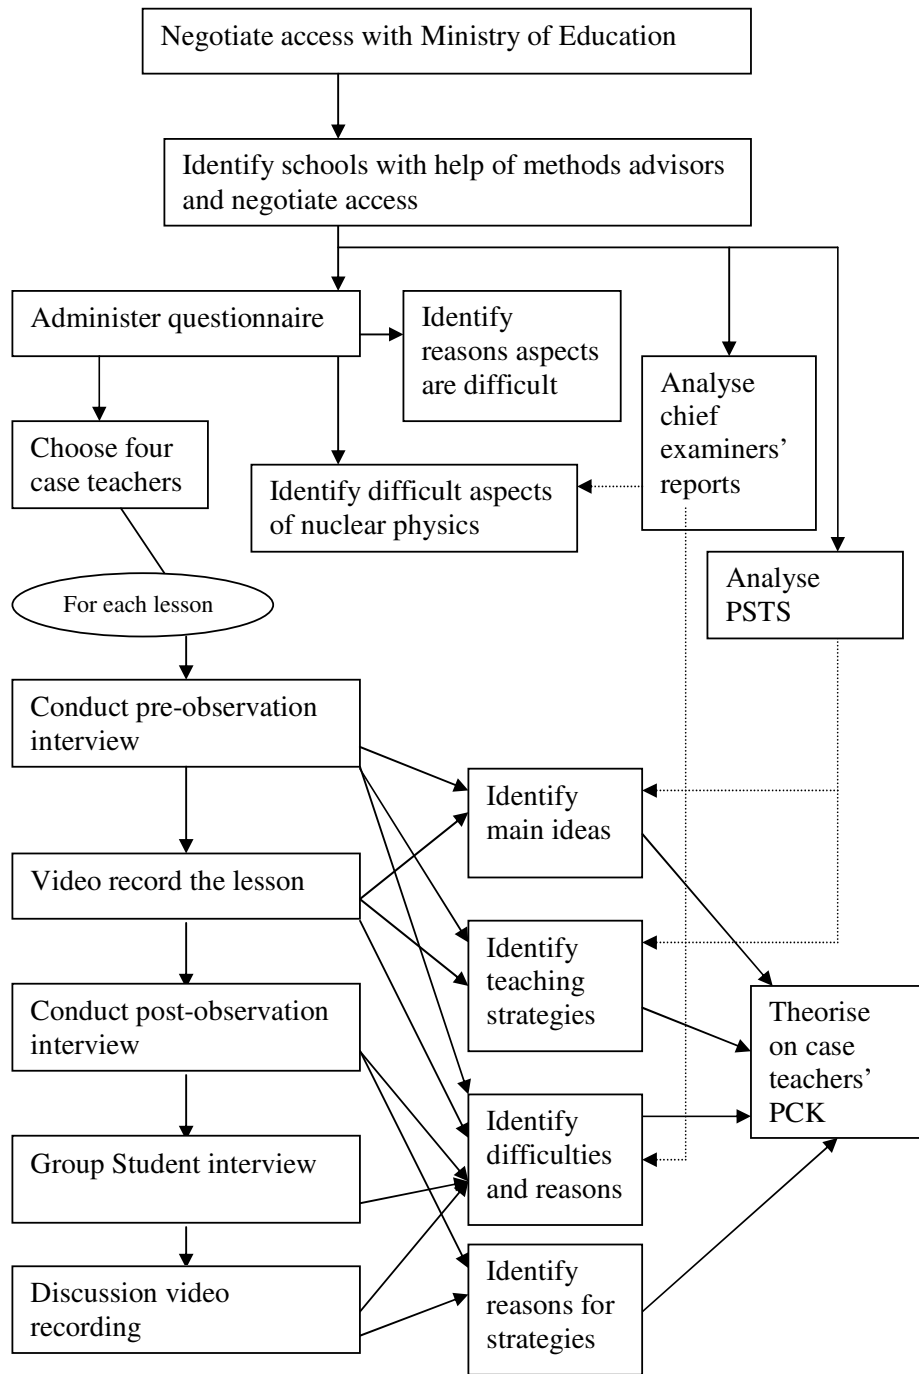 Negotiate access with Ministry of Education
Identify schools with help of methods advisors
and negotiate access
Administer questionnaire
Identify
reasons aspects
are difficult
Analyse
chief
examiners'
reports
Choose four
case teachers
Identify difficult aspects
of nuclear physics
Analyse
PSTS
For each lesson
Conduct pre-observation
interview
Identify
main ideas
Video record the lesson
Identify
teaching
strategies
Conduct post-observation
interview
Theorise
on case
teachers'
PCK
Identify
difficulties
and reasons
Group Student interview
Identify
reasons for
strategies
Discussion video
recording